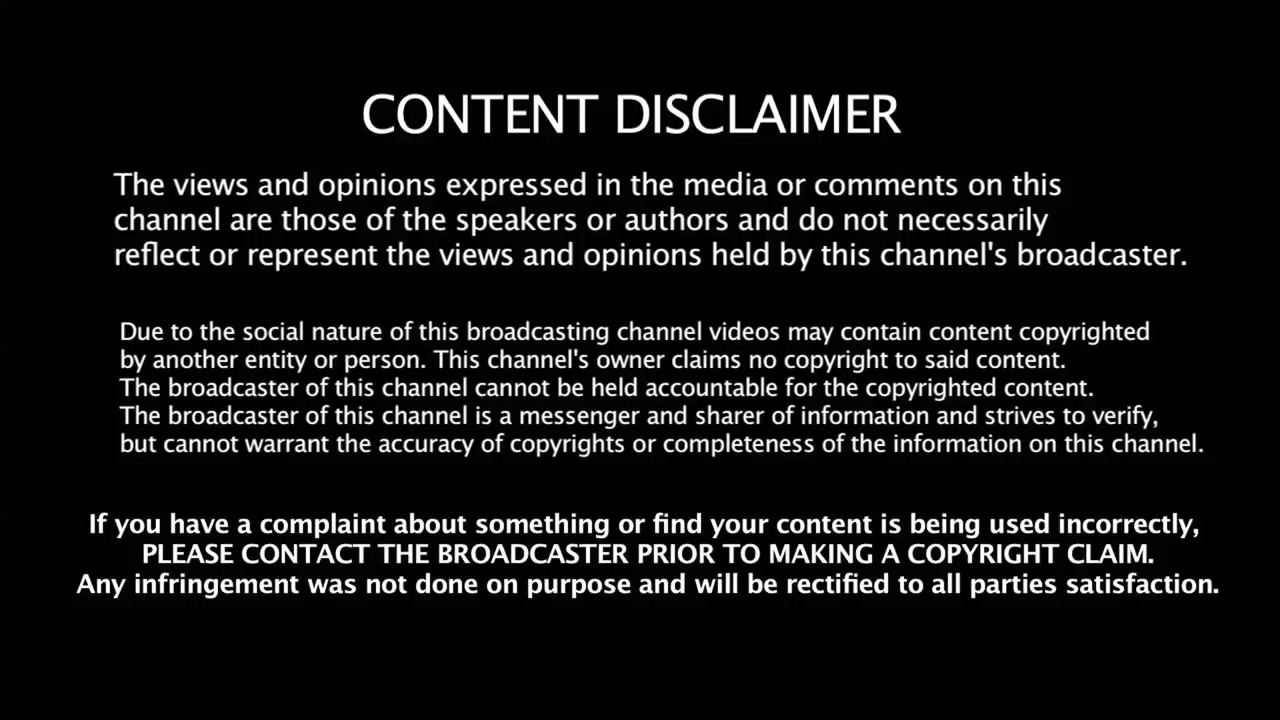 CONTENT DISCLAIMER
The views and opinions expressed in the media or comments on this
channel are those of the speakers or authors and do not necessarily
reflect or represent the views and opinions held by this channel's broadcaster.
Due to the social nature of this broadcasting channel videos may contain content copyrighted
by another entity or person. This channel's owner claims no copyright to said content.
The broadcaster of this channel cannot be held accountable for the copyrighted content.
The broadcaster of this channel is a messenger and sharer of information and strives to verify,
but cannot warrant the accuracy of copyrights or completeness of the information on this channel.
If you have a complaint about something or find your content is being used incorrectly,
PLEASE CONTACT THE BROADCASTER PRIOR TO MAKING A COPYRIGHT CLAIM.
Any infringement was not done on purpose and will be rectified to all parties satisfaction.